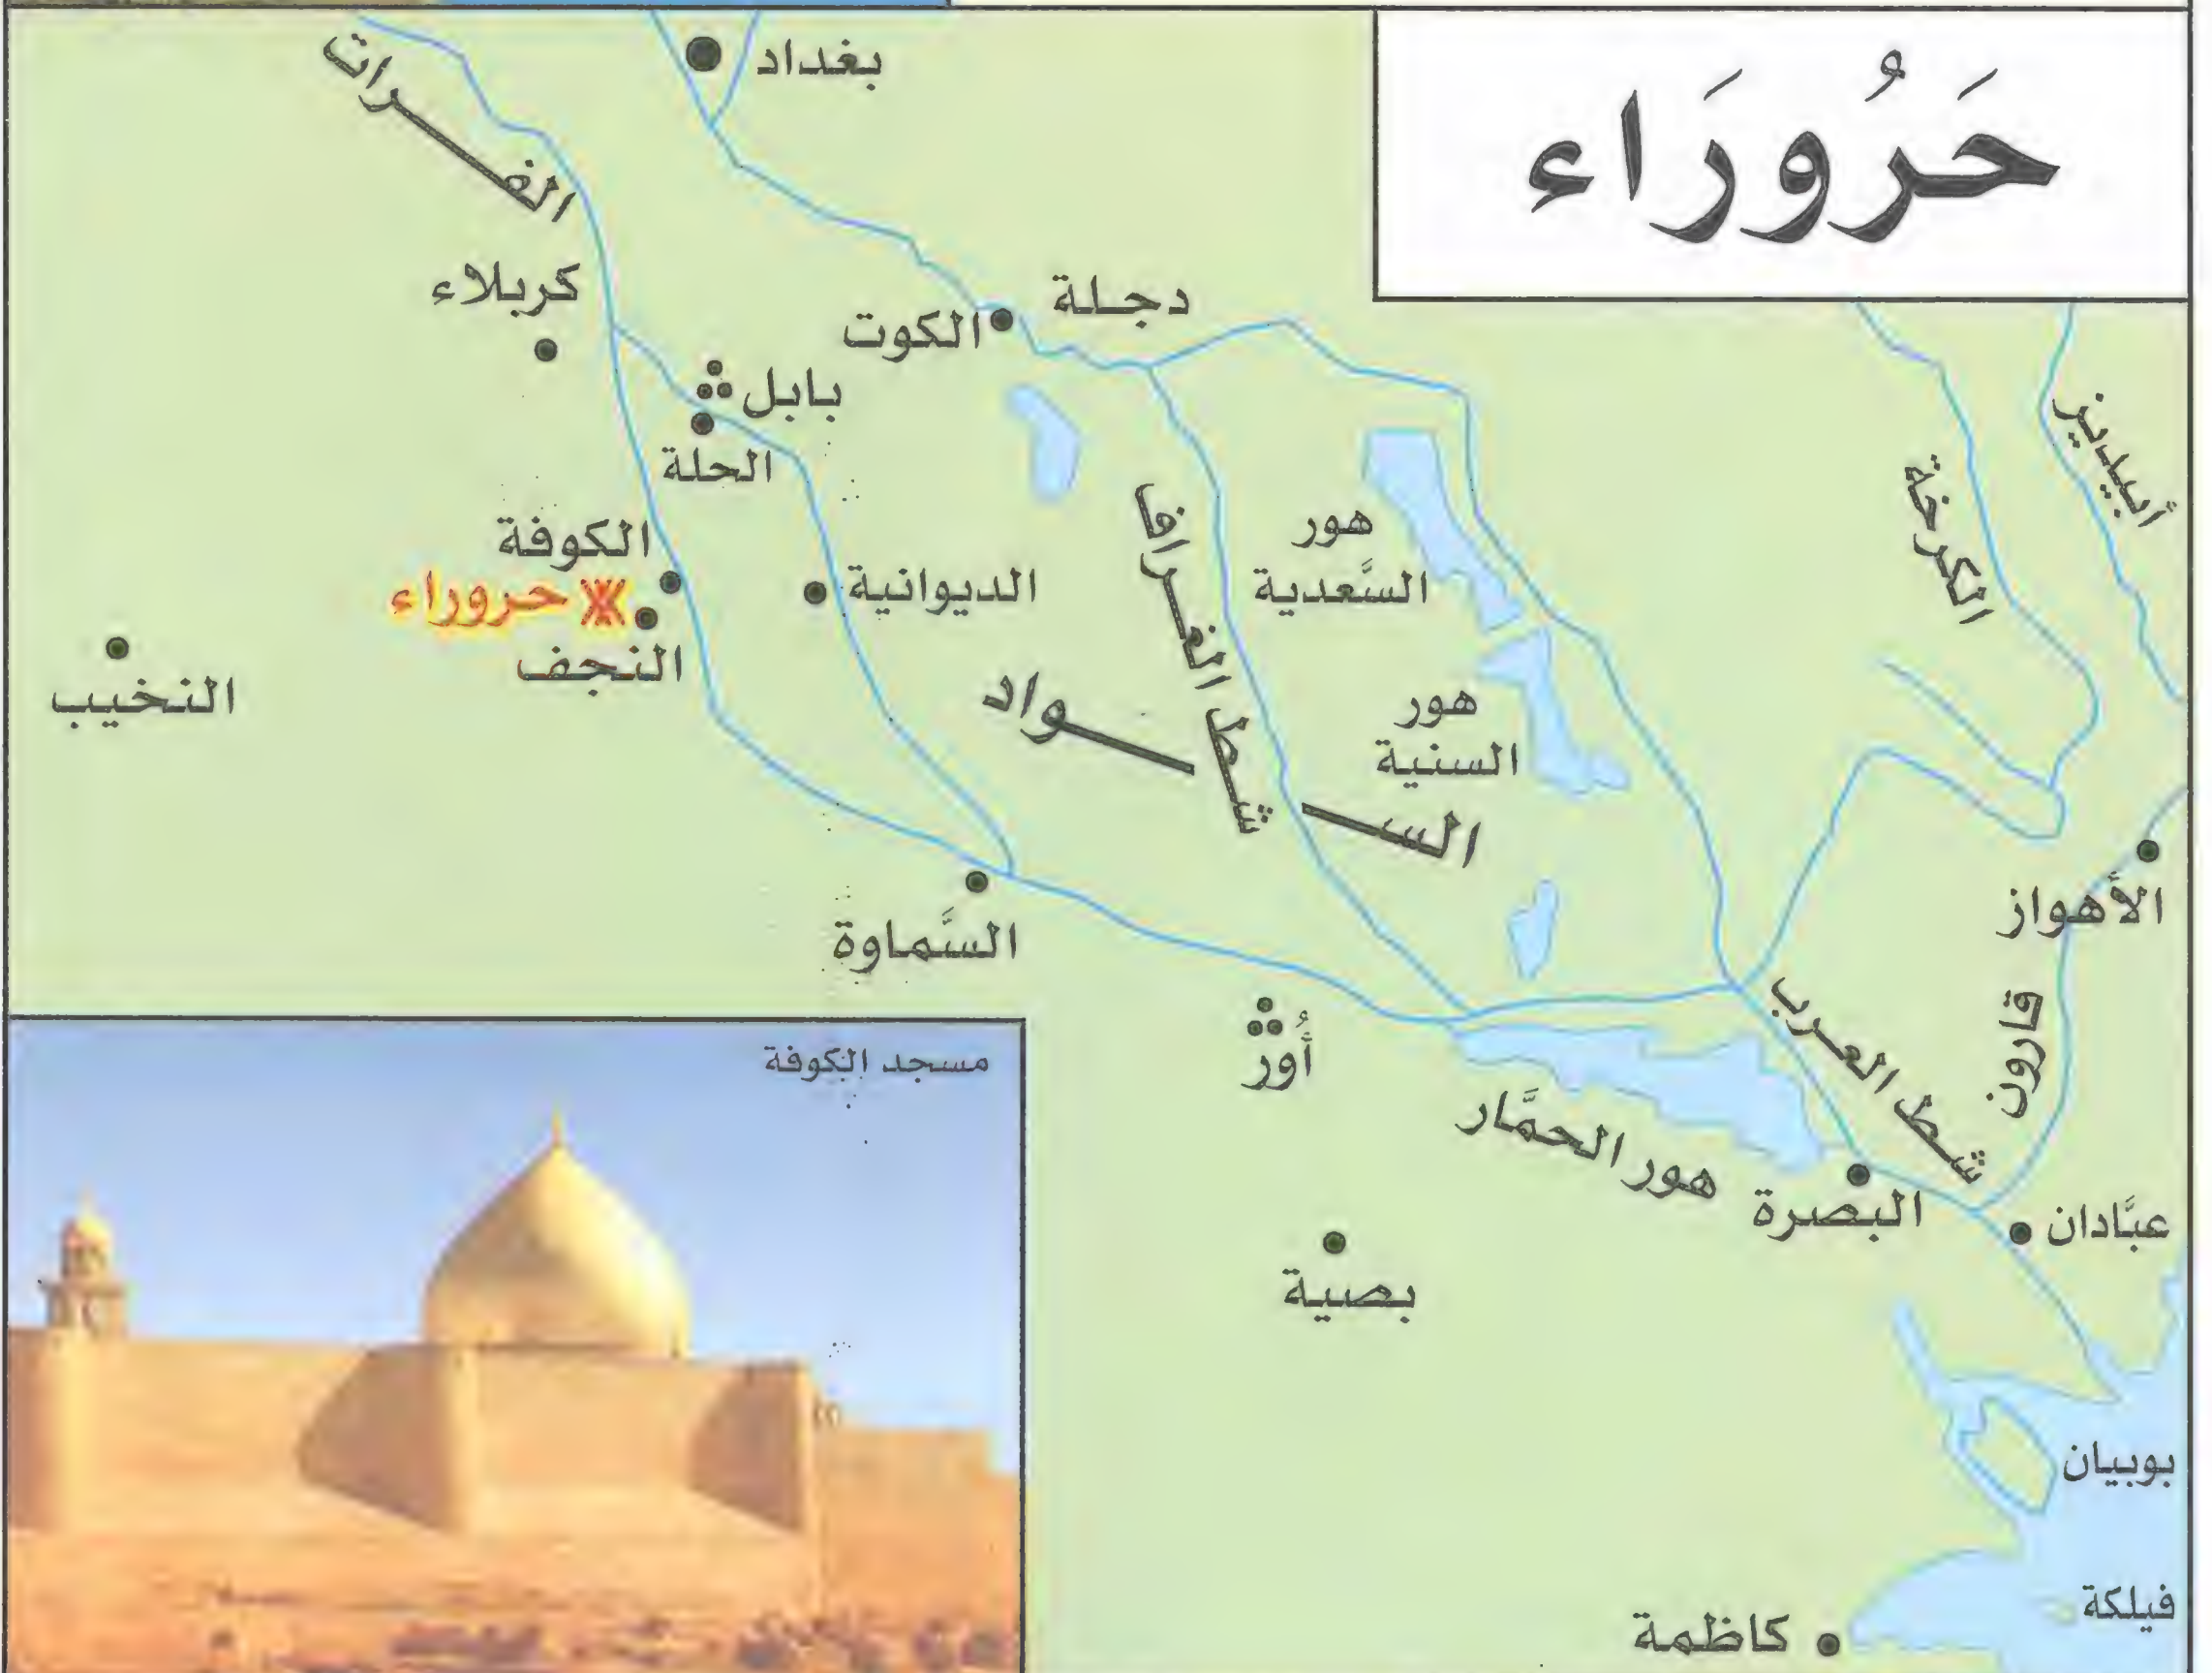 حَرُورَاء
بغداد
الفرات
كربلاء
دجلة
الكوت
بابل
الحلة
أبيديز
الكرخة
الكوفة
حروراء
النجف
النخيب
الديوانية
شط الغراف
هور
السَّعدية
هور
السنية
السواد
السَّماوة
الأهواز
قارون
شط العرب
أُور
هور الحمَّار
البصرة
عبَّادان
بصية
بوبيان
فيلكة
كاظمة
مسجد الكوفة